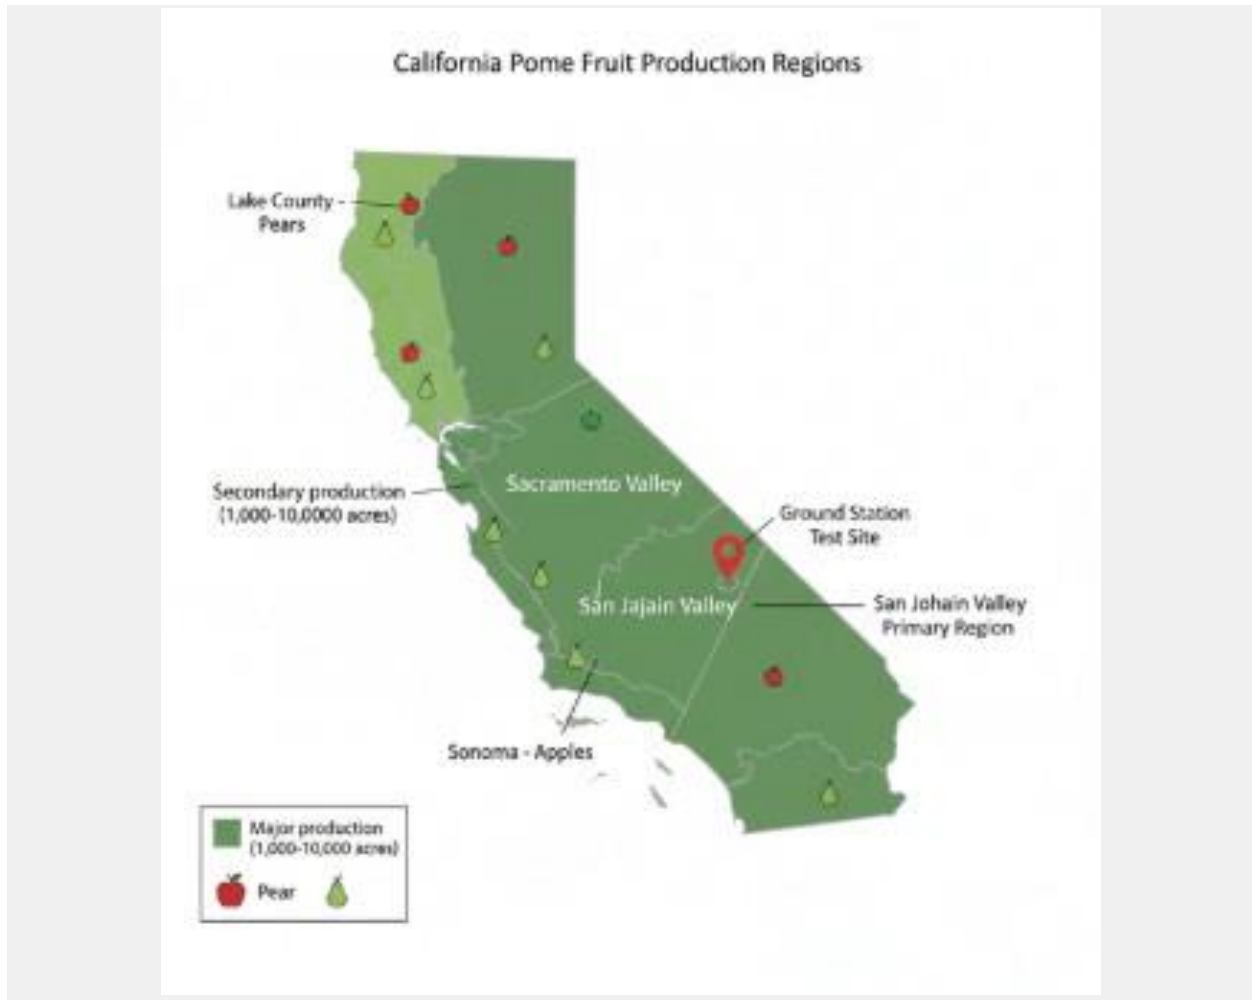 California Pome Fruit Production Regions
Lake County -
Pears
Secondary production
(1,000-10,0000 acres)
Sacramento Valley
Ground Station
Test Site
San Jajain Valley
San Johain Valley
Primary Region
Sonoma - Apples
Major production
(1,000-10,000 acres)
Pear